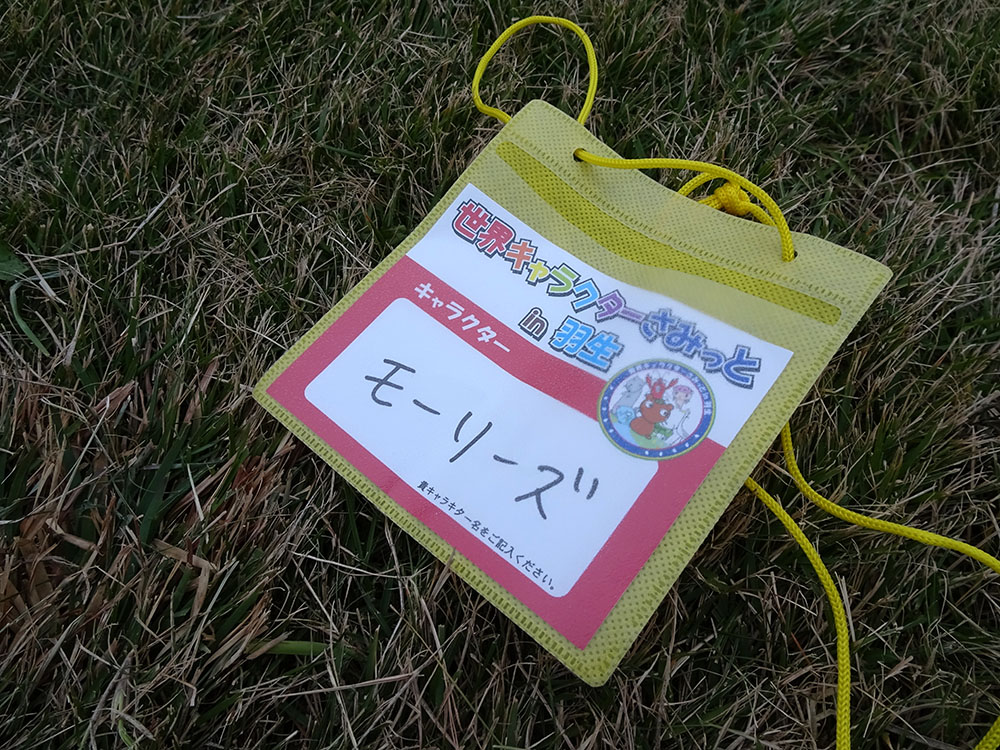 世界キャラクターさみっと
in 羽生
キャラクター
モーリーズ
貴キャラキター名をご記入ください。